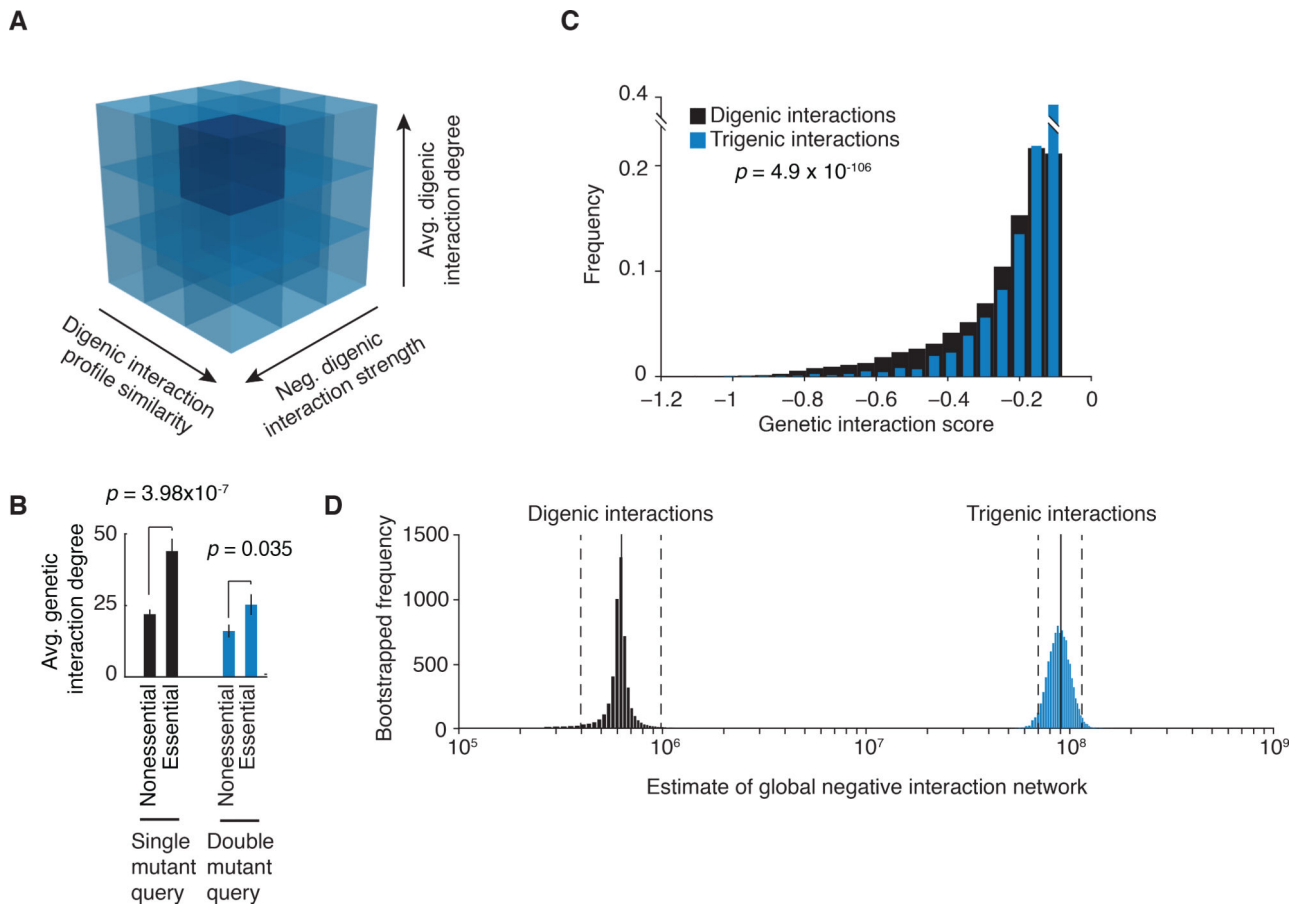 A
Avg. digenic
interaction degree
Digenic interaction
profile similarity
Neg. digenic
interaction strength
B
p = 3.98x10-7
p = 0.035
50
25
0
Avg. genetic
interaction degree
Nonessential
Essential
Nonessential
Essential
Single
mutant
query
Double
mutant
query
C
0.4
0.2
0.1
0
Frequency
Digenic interactions
Trigenic interactions
p = 4.9 x 10-106
−1.2 −1 −0.8 −0.6 −0.4 −0.2 0
Genetic interaction score
D
Digenic interactions Trigenic interactions
1500
1000
500
0
Bootstrapped frequency
10⁵ 10⁶ 10⁷ 10⁸ 10⁹
Estimate of global negative interaction network